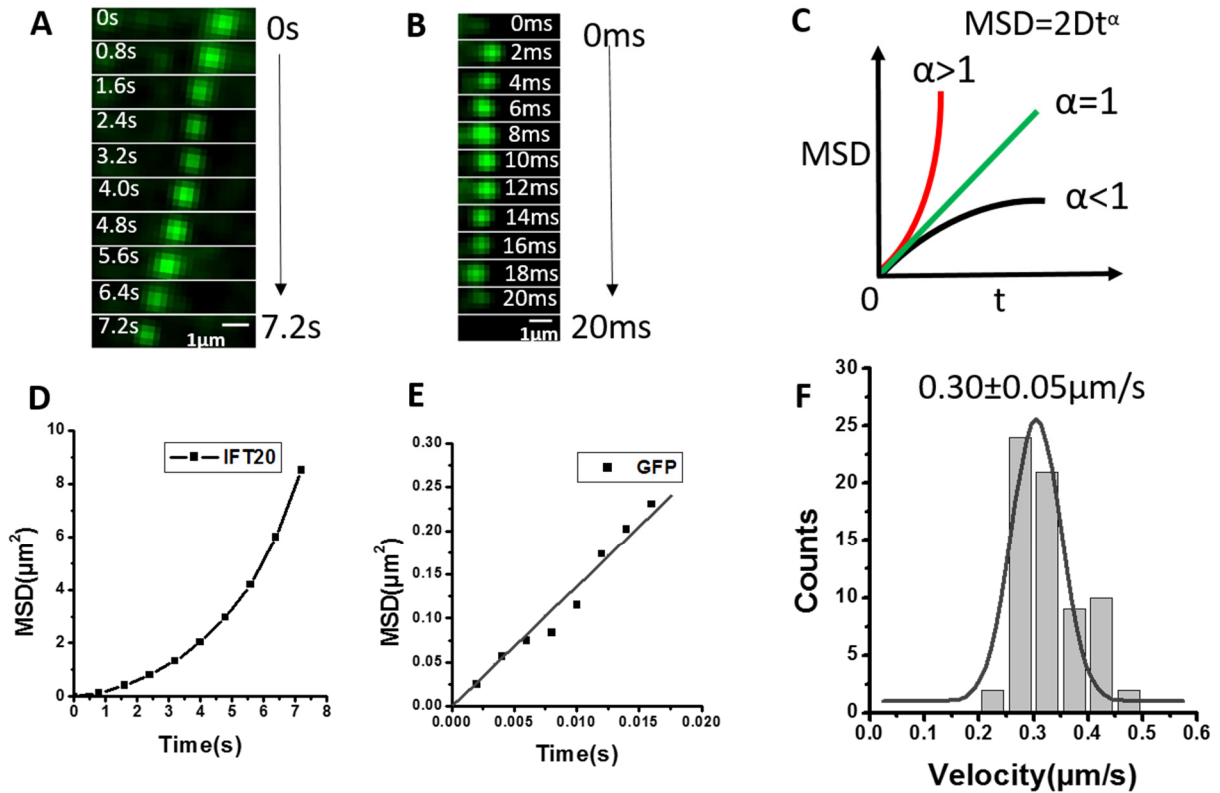 A
0s
0.8s
1.6s
2.4s
3.2s
4.0s
4.8s
5.6s
6.4s
7.2s
1µm
0s
7.2s
B
0ms
2ms
4ms
6ms
8ms
10ms
12ms
14ms
16ms
18ms
20ms
1µm
0ms
20ms
C
MSD=2Dtᵅ
α>1
α=1
MSD
α<1
0
t
D
10
8
6
4
2
0
MSD(µm²)
IFT20
0 1 2 3 4 5 6 7 8
Time(s)
E
0.30
0.25
0.20
0.15
0.10
0.05
0.00
MSD(µm²)
GFP
0.000 0.005 0.010 0.015 0.020
Time(s)
F
0.30±0.05µm/s
30
25
20
15
10
5
0
Counts
0.0 0.1 0.2 0.3 0.4 0.5 0.6
Velocity(µm/s)